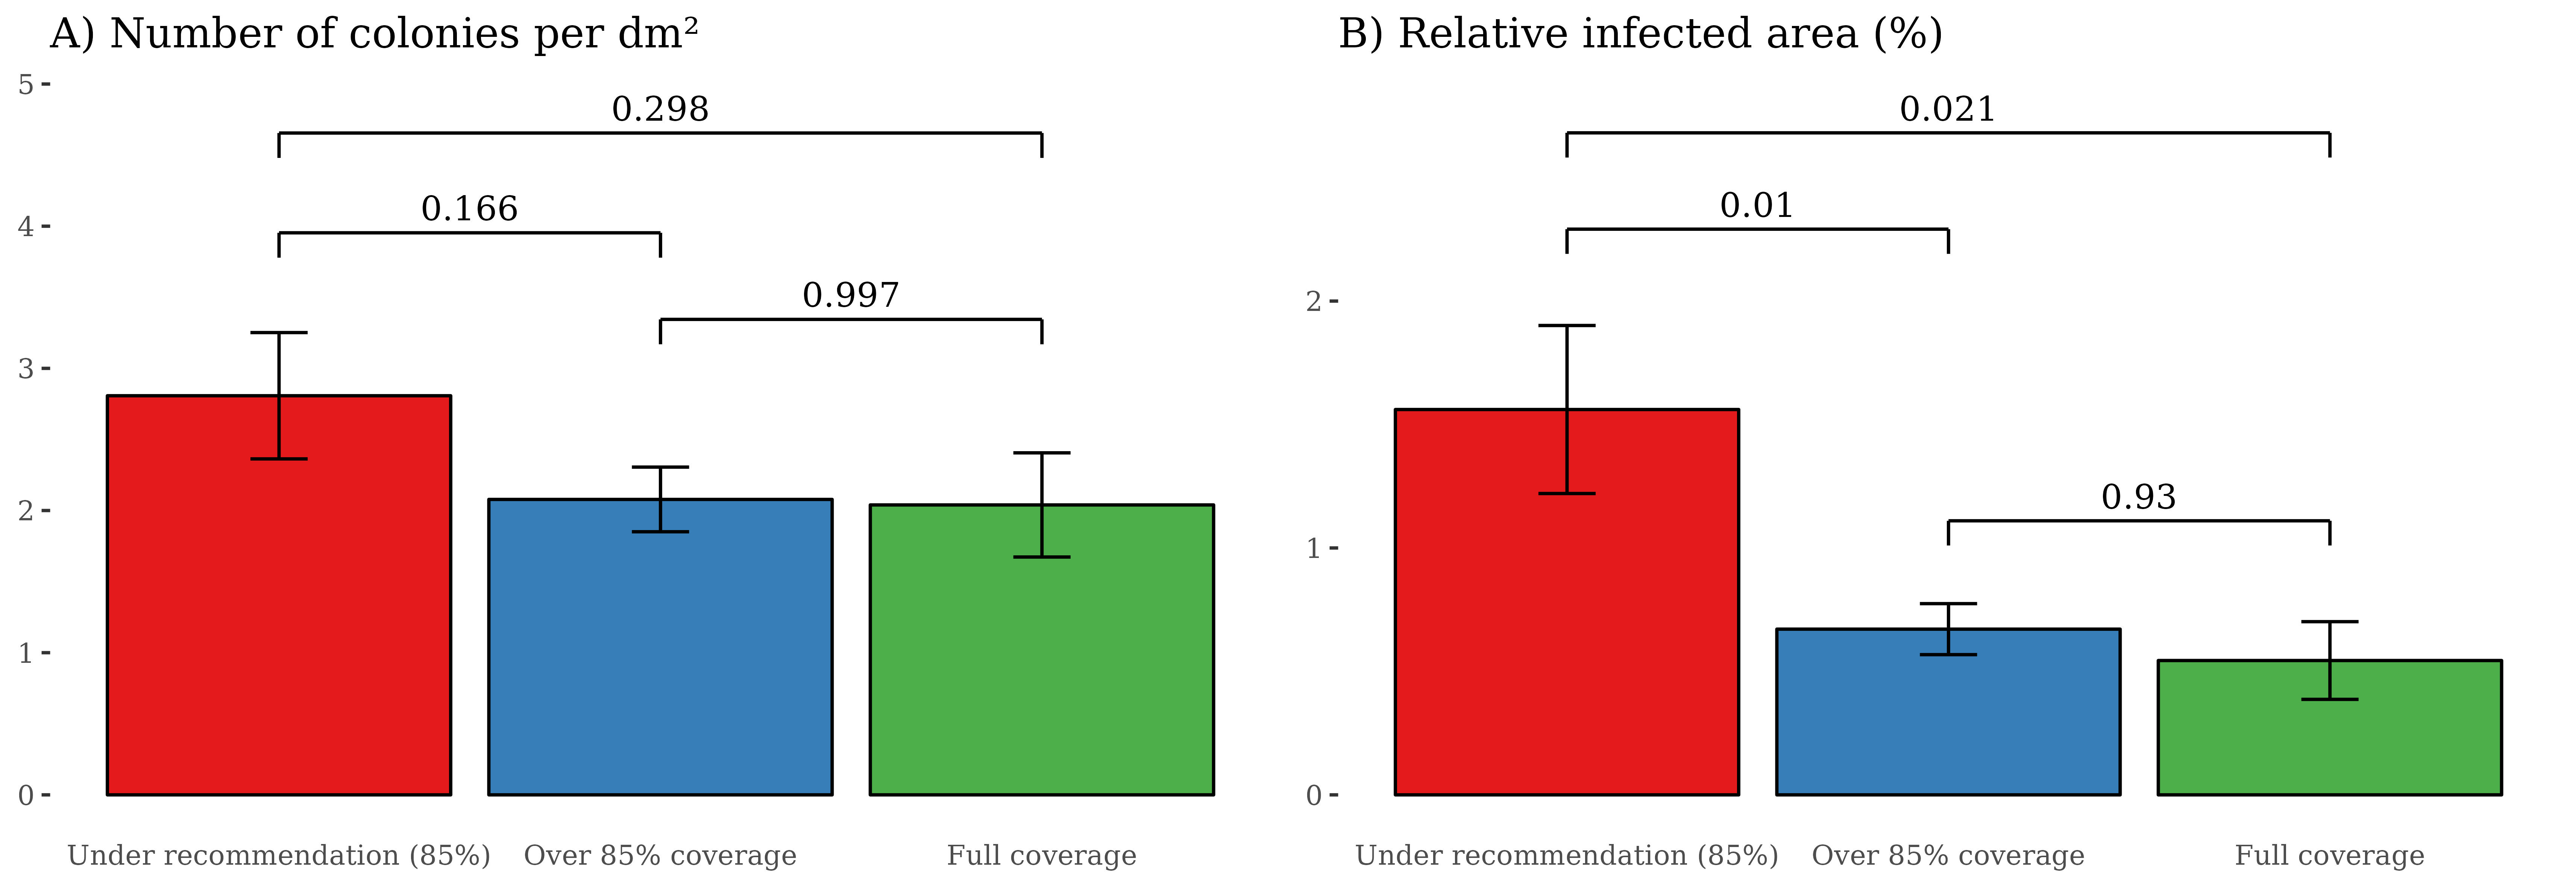 A) Number of colonies per dm²
5
4
3
2
1
0
0.298
0.166
0.997
Under recommendation (85%)
Over 85% coverage
Full coverage
B) Relative infected area (%)
2
1
0
0.021
0.01
0.93
Under recommendation (85%)
Over 85% coverage
Full coverage